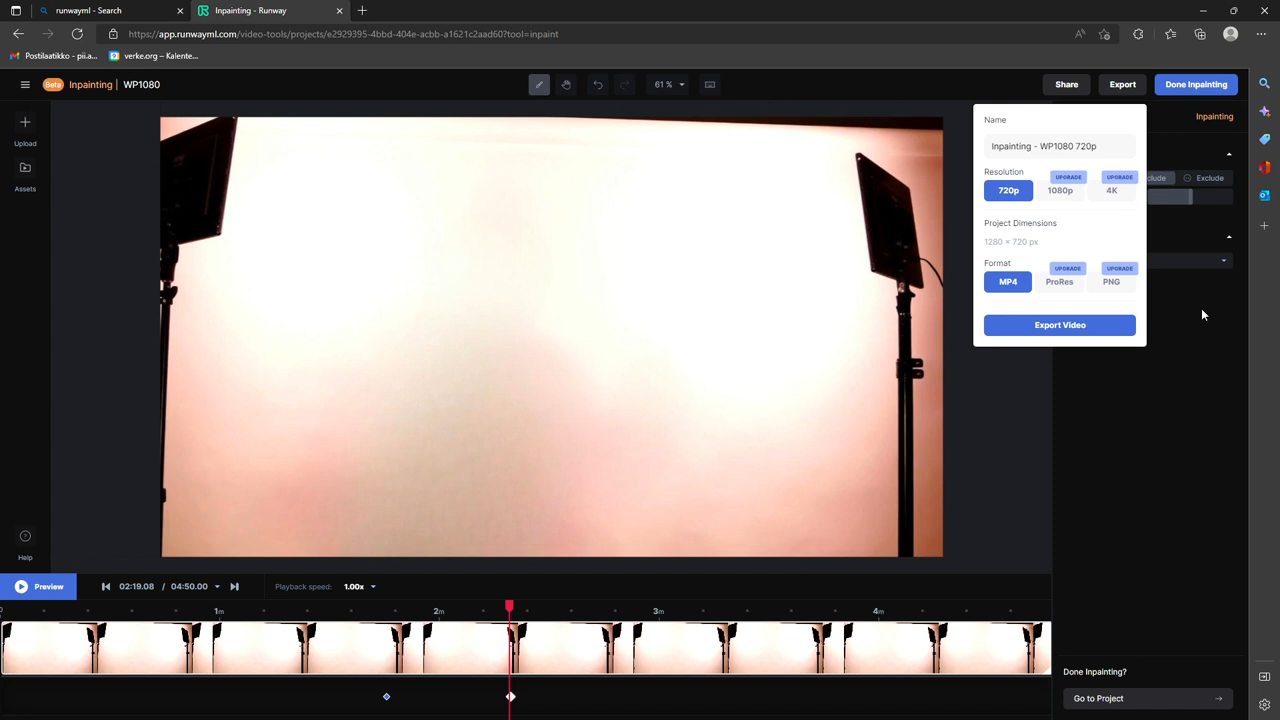 runwayml - Search
Inpainting - Runway
https://app.runwayml.com/video-tools/projects/e2929395-4bbd-404e-acbb-a1621c2aad60?tool=inpaint
Postilaatikko - pii.a...
verke.org – Kalente...
Beta Inpainting | WP1080
61 %
Share
Export
Done Inpainting
Upload
Assets
Help
Name
Inpainting
Inpainting - WP1080 720p
Resolution
UPGRADE
UPGRADE
720p
1080p
4K
clude
Exclude
Project Dimensions
1280 × 720 px
Format
UPGRADE
UPGRADE
MP4
ProRes
PNG
Export Video
Preview
02:19.08 / 04:50.00
Playback speed: 1.00x
0
1m
2m
3m
4m
Done Inpainting?
Go to Project